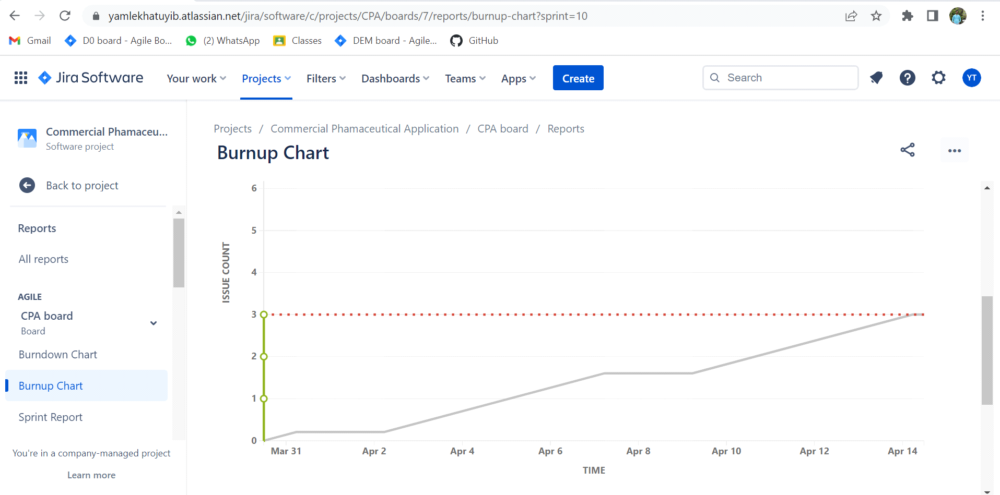 yamlekhatuyib.atlassian.net/jira/software/c/projects/CPA/boards/7/reports/burnup-chart?sprint=10
Gmail D0 board - Agile Bo... (2) WhatsApp Classes DEM board - Agile... GitHub
Jira Software Your work Projects Filters Dashboards Teams Apps Create Search YT
Commercial Phamaceu...
Software project
Back to project
Reports
All reports
AGILE
CPA board
Board
Burndown Chart
Burnup Chart
Sprint Report
You're in a company-managed project
Learn more
Projects / Commercial Phamaceutical Application / CPA board / Reports
Burnup Chart
ISSUE COUNT
6
5
4
3
2
1
0
Mar 31 Apr 2 Apr 4 Apr 6 Apr 8 Apr 10 Apr 12 Apr 14
TIME